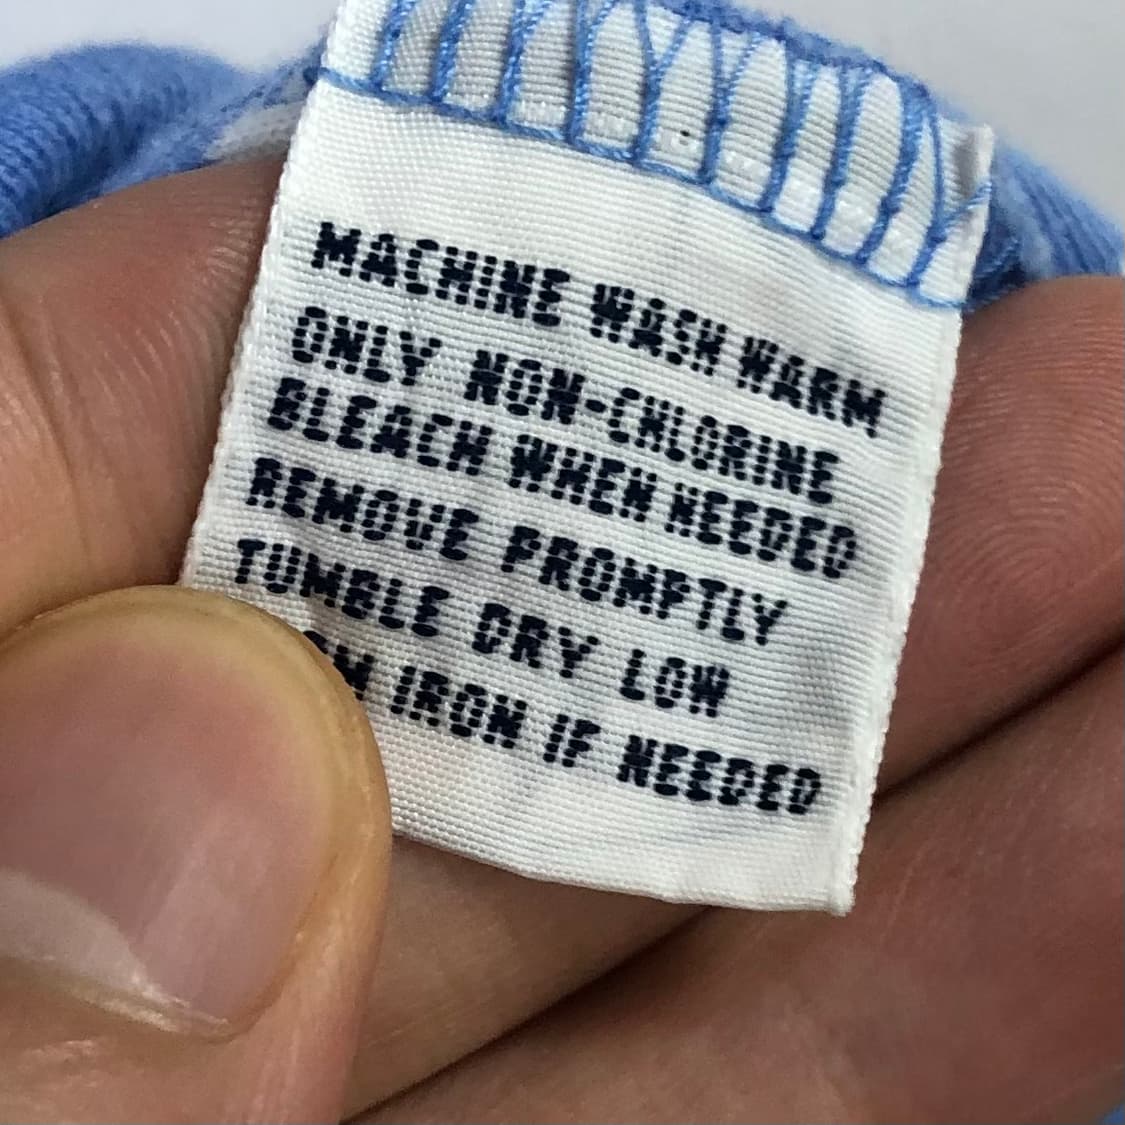 MACHINE WASH WARM
ONLY NON-CHLORINE
BLEACH WHEN NEEDED
REMOVE PROMPTLY
TUMBLE DRY LOW
IRON IF NEEDED